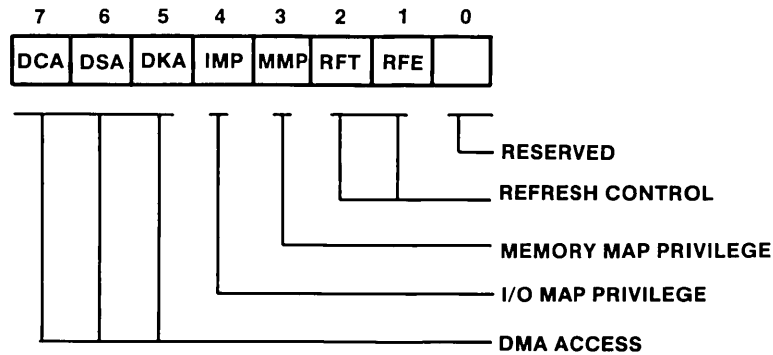 7 6 5 4 3 2 1 0
DCA DSA DKA IMP MMP RFT RFE
RESERVED
REFRESH CONTROL
MEMORY MAP PRIVILEGE
I/O MAP PRIVILEGE
DMA ACCESS